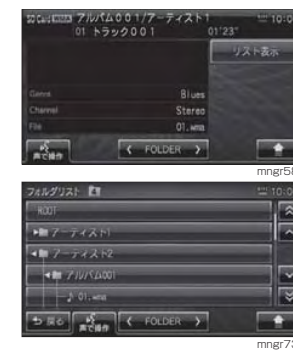 SD Card アルバム001/アーティスト1 10:0
01 トラック001 01'23"
リスト表示
Genre Blues
Channel Stereo
File 01.wma
声で操作 FOLDER
mngr58
フォルダリスト 10:0
ROOT
アーティスト1
アーティスト2
アルバム001
01.wma
戻る 声で操作 FOLDER
mngr73